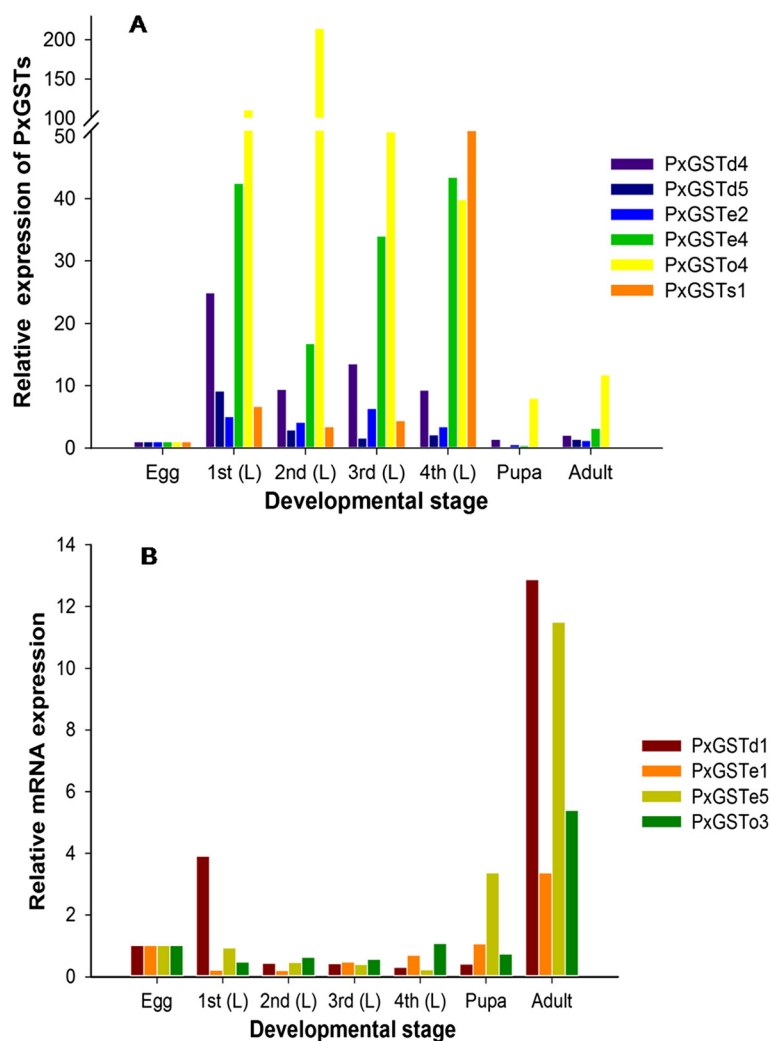 A
Relative expression of PxGSTs
200
150
100
50
40
30
20
10
0
Egg 1st (L) 2nd (L) 3rd (L) 4th (L) Pupa Adult
Developmental stage
PxGSTd4
PxGSTd5
PxGSTe2
PxGSTe4
PxGSTo4
PxGSTs1
B
Relative mRNA expression
14
12
10
8
6
4
2
0
Egg 1st (L) 2nd (L) 3rd (L) 4th (L) Pupa Adult
Developmental stage
PxGSTd1
PxGSTe1
PxGSTe5
PxGSTo3